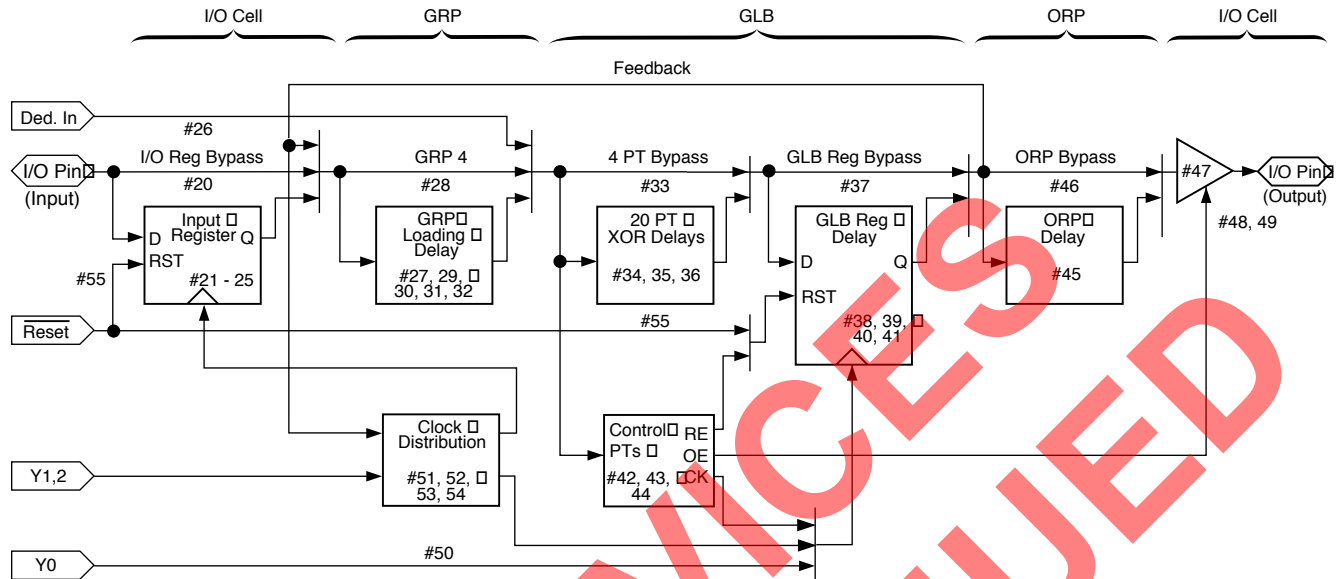 I/O Cell GRP GLB ORP I/O Cell
Feedback
Ded. In
#26
I/O Pin
(Input)
I/O Reg Bypass
#20
GRP 4
#28
4 PT Bypass
#33
GLB Reg Bypass
#37
ORP Bypass
#46
#47
I/O Pin
(Output)
#48, 49
Input
Register
D Q
RST
#21 - 25
#55
GRP
Loading
Delay
#27, 29,
30, 31, 32
20 PT
XOR Delays
#34, 35, 36
GLB Reg
Delay
D Q
RST
#38, 39,
40, 41
ORP
Delay
#45
Reset
#55
Clock
Distribution
#51, 52,
53, 54
Control
PTs
RE
OE
CK
#42, 43,
44
Y1,2
Y0
#50
VICES
UED